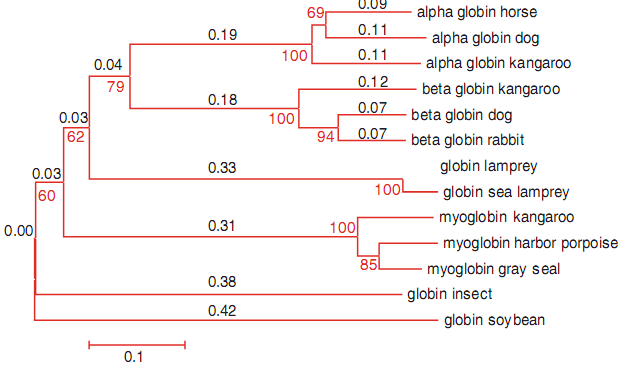 0.09
69
alpha globin horse
0.19
0.11
alpha globin dog
100
0.11
alpha globin kangaroo
0.04
79
0.12
beta globin kangaroo
0.18
0.07
beta globin dog
100
0.03
62
94
0.07
beta globin rabbit
0.33
globin lamprey
0.03
60
100
globin sea lamprey
myoglobin kangaroo
0.00
0.31
100
myoglobin harbor porpoise
85
myoglobin gray seal
0.38
globin insect
0.42
globin soybean
0.1